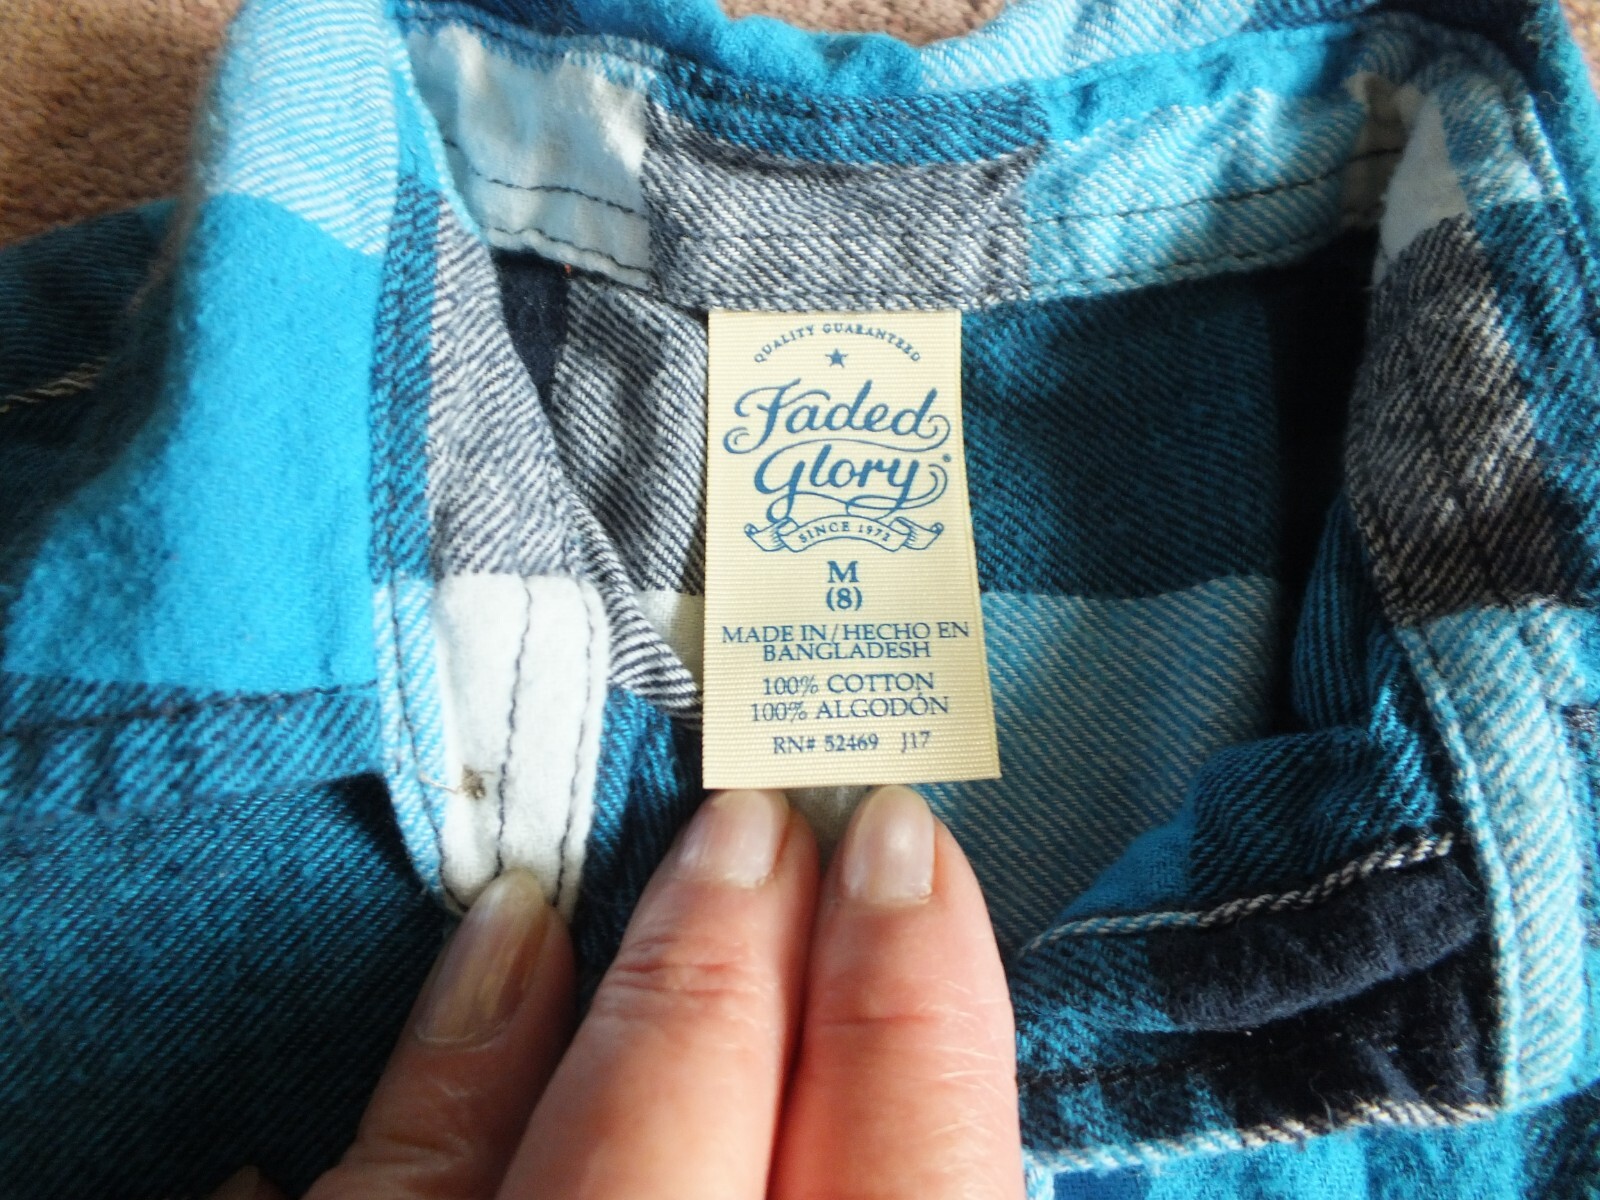 QUALITY GUARANTEED
Faded
Glory®
SINCE 1972
M
(8)
MADE IN/HECHO EN
BANGLADESH
100% COTTON
100% ALGODÓN
RN# 52469 J17